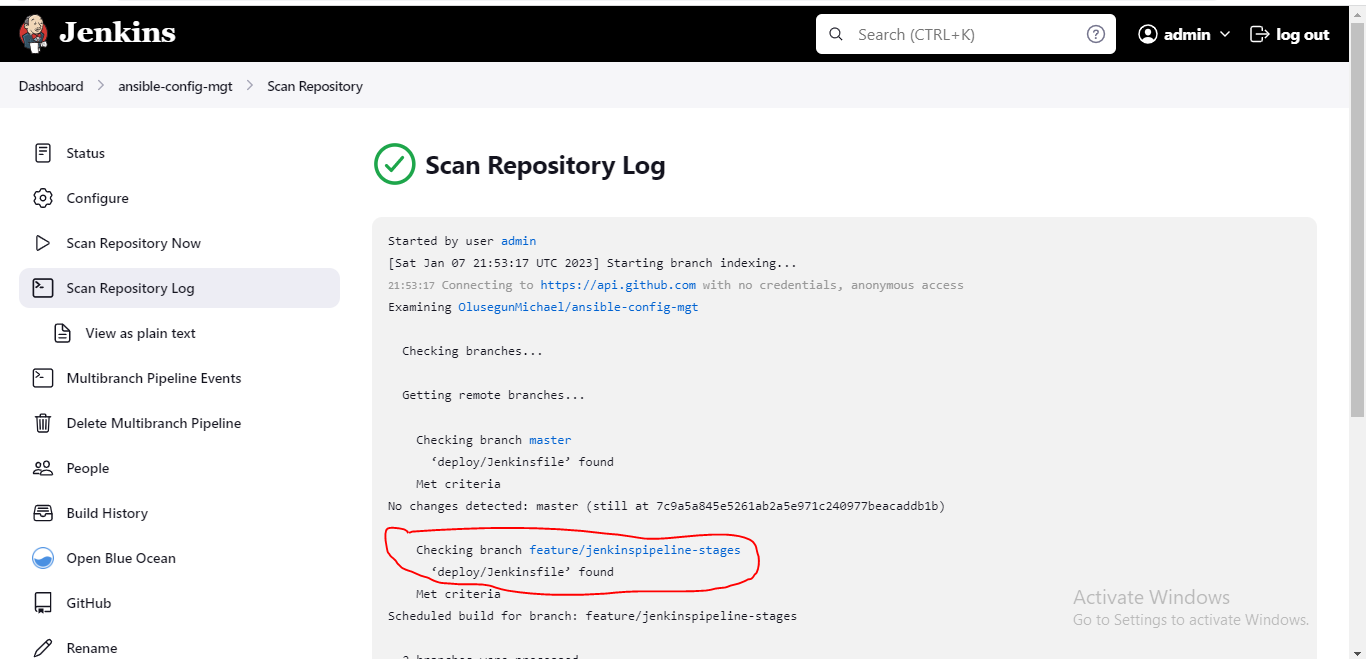 Jenkins
Search (CTRL+K)
?
admin
log out
Dashboard
ansible-config-mgt
Scan Repository
Status
Configure
Scan Repository Now
Scan Repository Log
View as plain text
Multibranch Pipeline Events
Delete Multibranch Pipeline
People
Build History
Open Blue Ocean
GitHub
Rename
Scan Repository Log
Started by user admin
[Sat Jan 07 21:53:17 UTC 2023] Starting branch indexing...
21:53:17 Connecting to https://api.github.com with no credentials, anonymous access
Examining OlusegunMichael/ansible-config-mgt
Checking branches...
Getting remote branches...
Checking branch master
‘deploy/Jenkinsfile’ found
Met criteria
No changes detected: master (still at 7c9a5a845e5261ab2a5e971c240977beacaddb1b)
Checking branch feature/jenkinspipeline-stages
‘deploy/Jenkinsfile’ found
Met criteria
Scheduled build for branch: feature/jenkinspipeline-stages
2 branches were processed
Activate Windows
Go to Settings to activate Windows.